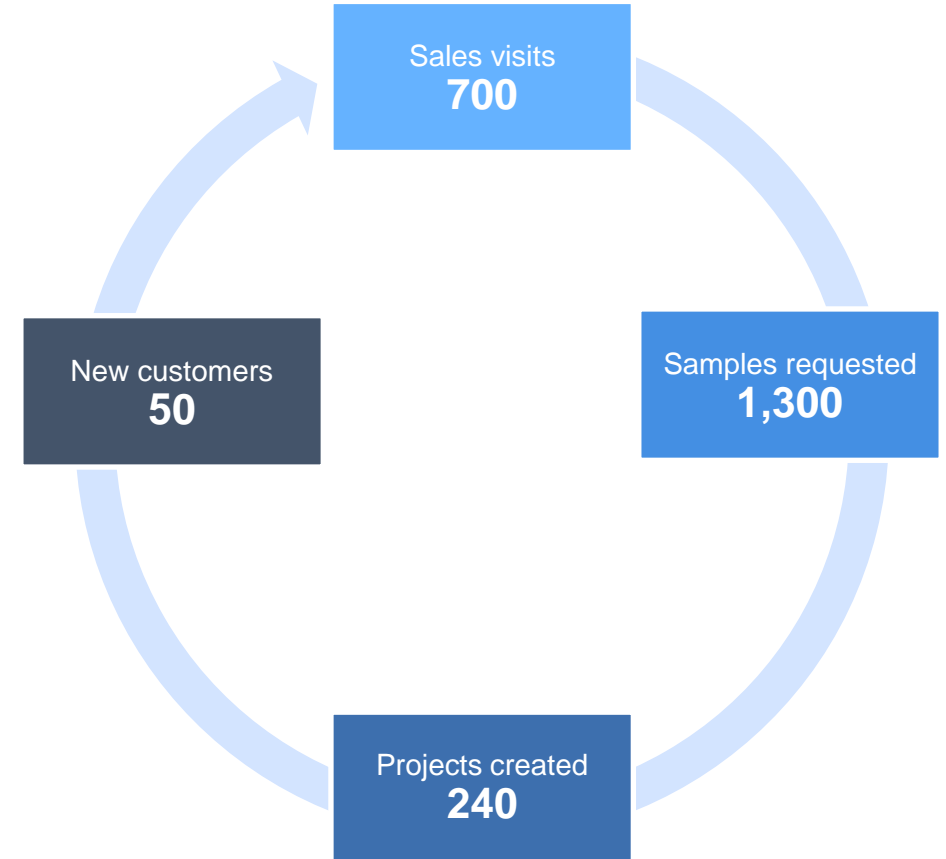 Sales visits
700
Samples requested
1,300
Projects created
240
New customers
50